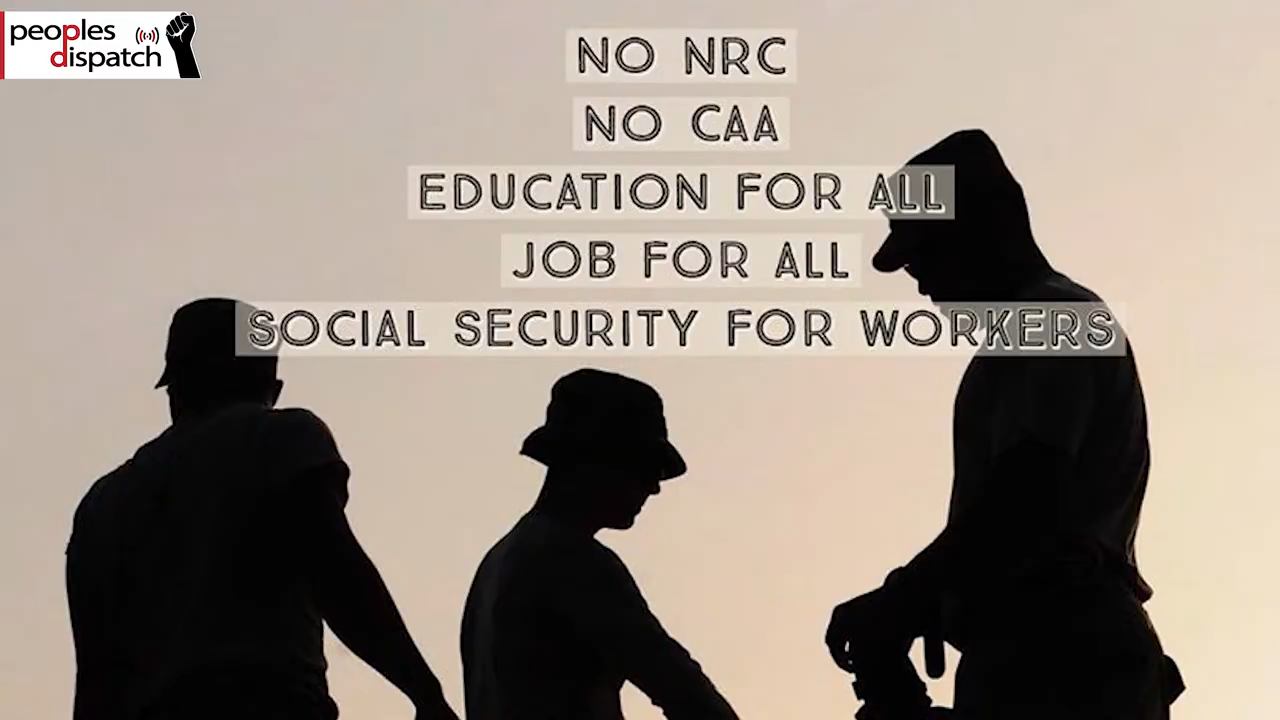 peoples
dispatch
NO NRC
NO CAA
EDUCATION FOR ALL
JOB FOR ALL
SOCIAL SECURITY FOR WORKERS